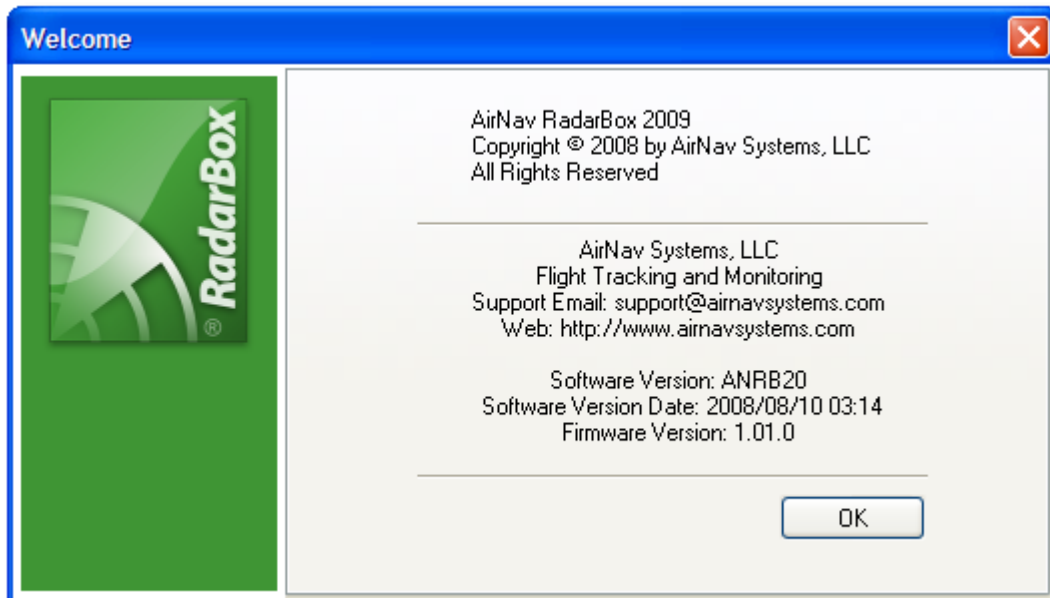 Welcome
RadarBox
®
AirNav RadarBox 2009
Copyright © 2008 by AirNav Systems, LLC
All Rights Reserved
AirNav Systems, LLC
Flight Tracking and Monitoring
Support Email: support@airnavsystems.com
Web: http://www.airnavsystems.com
Software Version: ANRB20
Software Version Date: 2008/08/10 03:14
Firmware Version: 1.01.0
OK